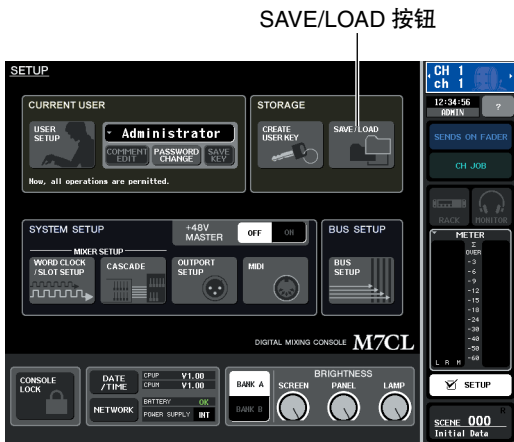 SAVE/LOAD 按钮
SETUP
CURRENT USER
USER SETUP
Administrator
COMMENT EDIT
PASSWORD CHANGE
SAVE KEY
Now, all operations are permitted.
STORAGE
CREATE USER KEY
SAVE/LOAD
SYSTEM SETUP
+48V MASTER
OFF
ON
MIXER SETUP
WORD CLOCK /SLOT SETUP
CASCADE
OUTPORT SETUP
MIDI
BUS SETUP
BUS SETUP
DIGITAL MIXING CONSOLE M7CL
CONSOLE LOCK
DATE /TIME
CPUP V1.00
CPUM V1.00
NETWORK
BATTERY OK
POWER SUPPLY INT
BANK A
BANK B
BRIGHTNESS
SCREEN
PANEL
LAMP
CH 1
ch 1
12:34:56
ADMIN
?
SENDS ON FADER
CH JOB
RACK
MONITOR
METER
Σ
OVER
-3
-6
-9
-12
-15
-18
-24
-30
-40
-50
-60
L R M
SETUP
R
SCENE 000
Initial Data